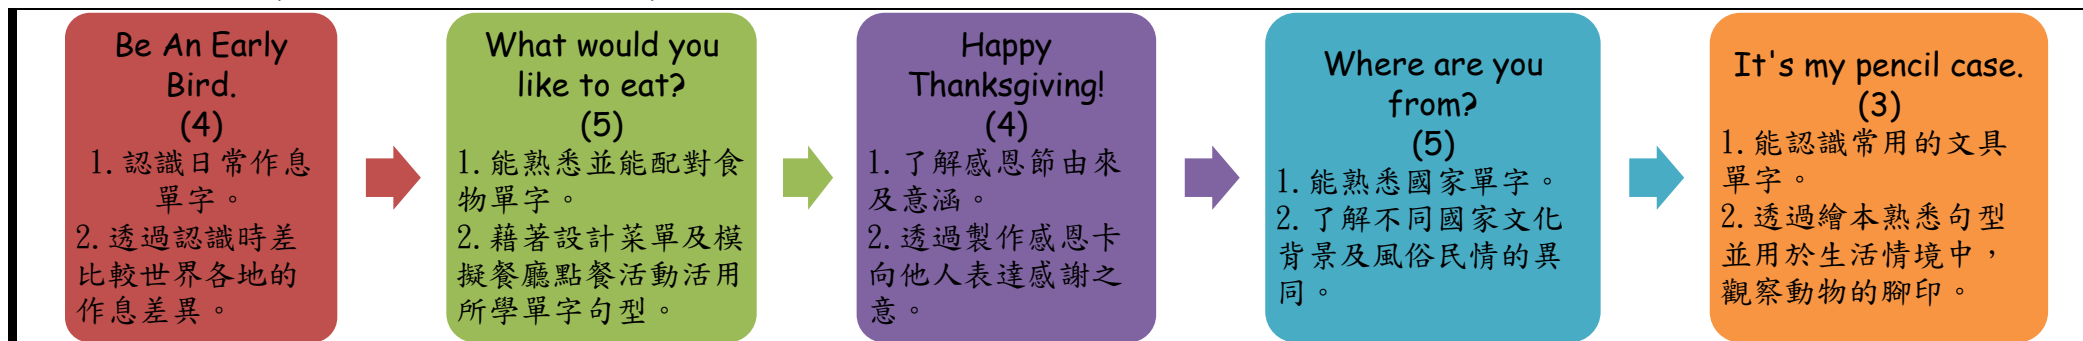 Be An Early
Bird.
(4)
1.認識日常作息
單字。
2.透過認識時差
比較世界各地的
作息差異。
What would you
like to eat?
(5)
1.能熟悉並能配對食
物單字。
2.藉著設計菜單及模
擬餐廳點餐活動活用
所學單字句型。
Happy
Thanksgiving!
(4)
1.了解感恩節由來
及意涵。
2.透過製作感恩卡
向他人表達感謝之
意。
Where are you
from?
(5)
1.能熟悉國家單字。
2.了解不同國家文化
背景及風俗民情的異
同。
It's my pencil case.
(3)
1.能認識常用的文具
單字。
2.透過繪本熟悉句型
並用於生活情境中，
觀察動物的腳印。